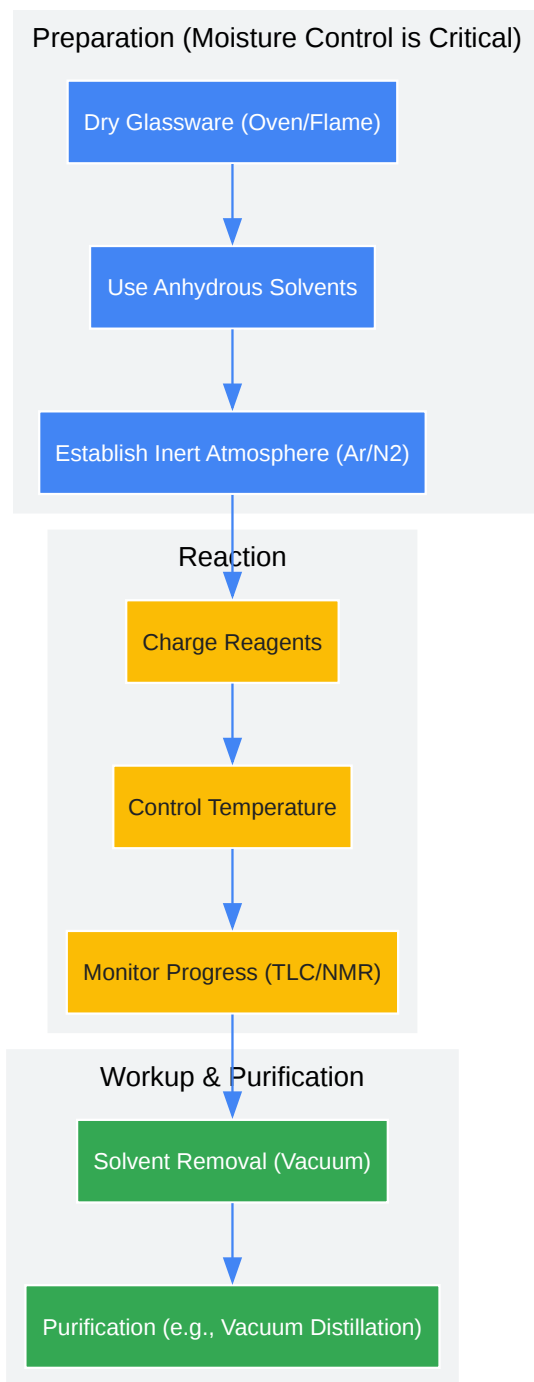 Preparation (Moisture Control is Critical)
Dry Glassware (Oven/Flame)
Use Anhydrous Solvents
Establish Inert Atmosphere (Ar/N2)
Reaction
Charge Reagents
Control Temperature
Monitor Progress (TLC/NMR)
Workup & Purification
Solvent Removal (Vacuum)
Purification (e.g., Vacuum Distillation)